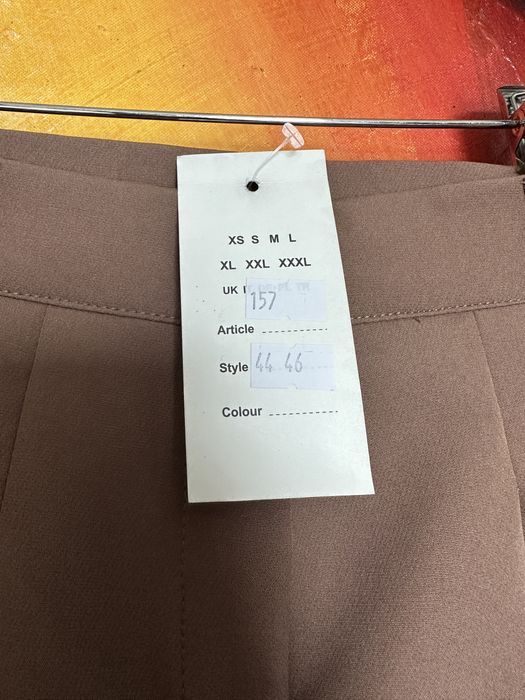 XS S M L
XL XXL XXXL
UK
157
Article
Style 44 46
Colour